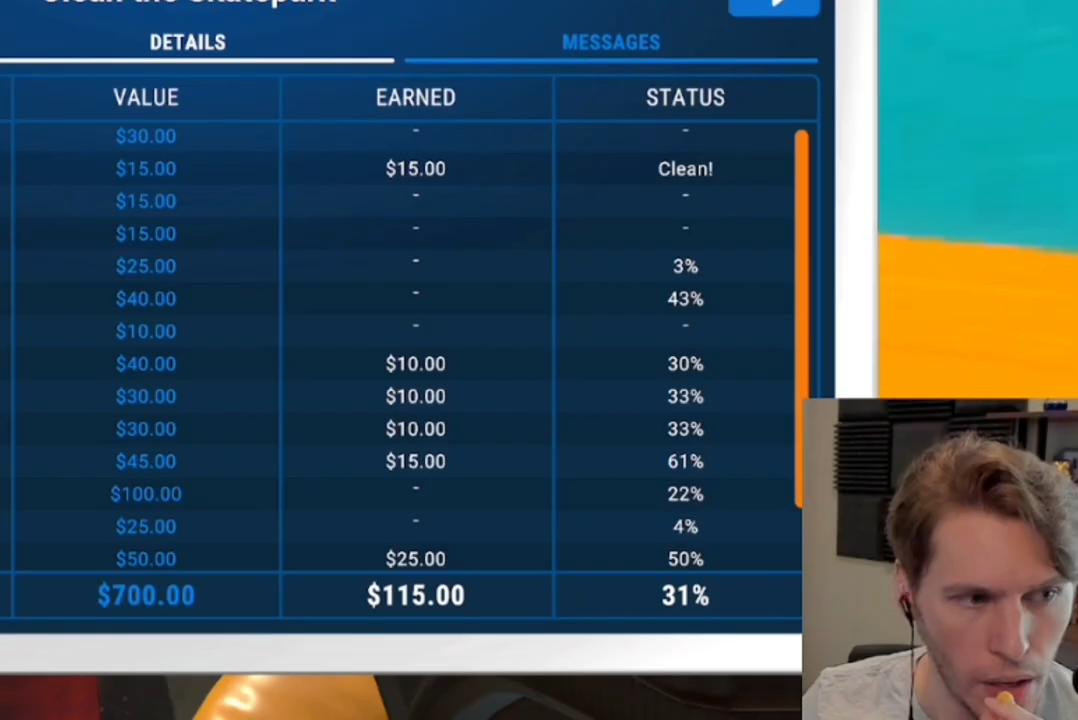 Clean the Skatepark
DETAILS MESSAGES
VALUE EARNED STATUS
$30.00 - -
$15.00 $15.00 Clean!
$15.00 - -
$15.00 - -
$25.00 - 3%
$40.00 - 43%
$10.00 - -
$40.00 $10.00 30%
$30.00 $10.00 33%
$30.00 $10.00 33%
$45.00 $15.00 61%
$100.00 - 22%
$25.00 - 4%
$50.00 $25.00 50%
$700.00 $115.00 31%